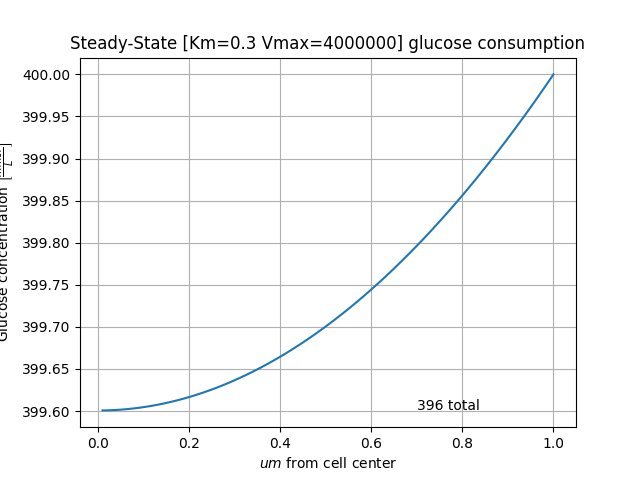 Steady-State [Km=0.3 Vmax=4000000] glucose consumption
400.00
399.95
399.90
399.85
399.80
399.75
399.70
399.65
399.60
Glucose concentration
396 total
0.0 0.2 0.4 0.6 0.8 1.0
um from cell center